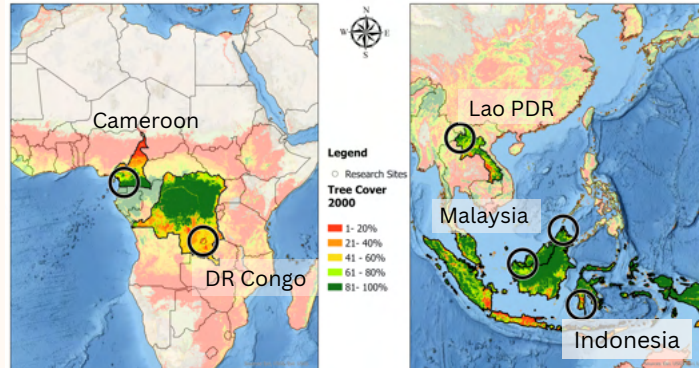 Cameroon
DR Congo
N
W
E
S
Legend
Research Sites
Tree Cover
2000
1- 20%
21- 40%
41 - 60%
61 - 80%
81- 100%
Lao PDR
Malaysia
Indonesia